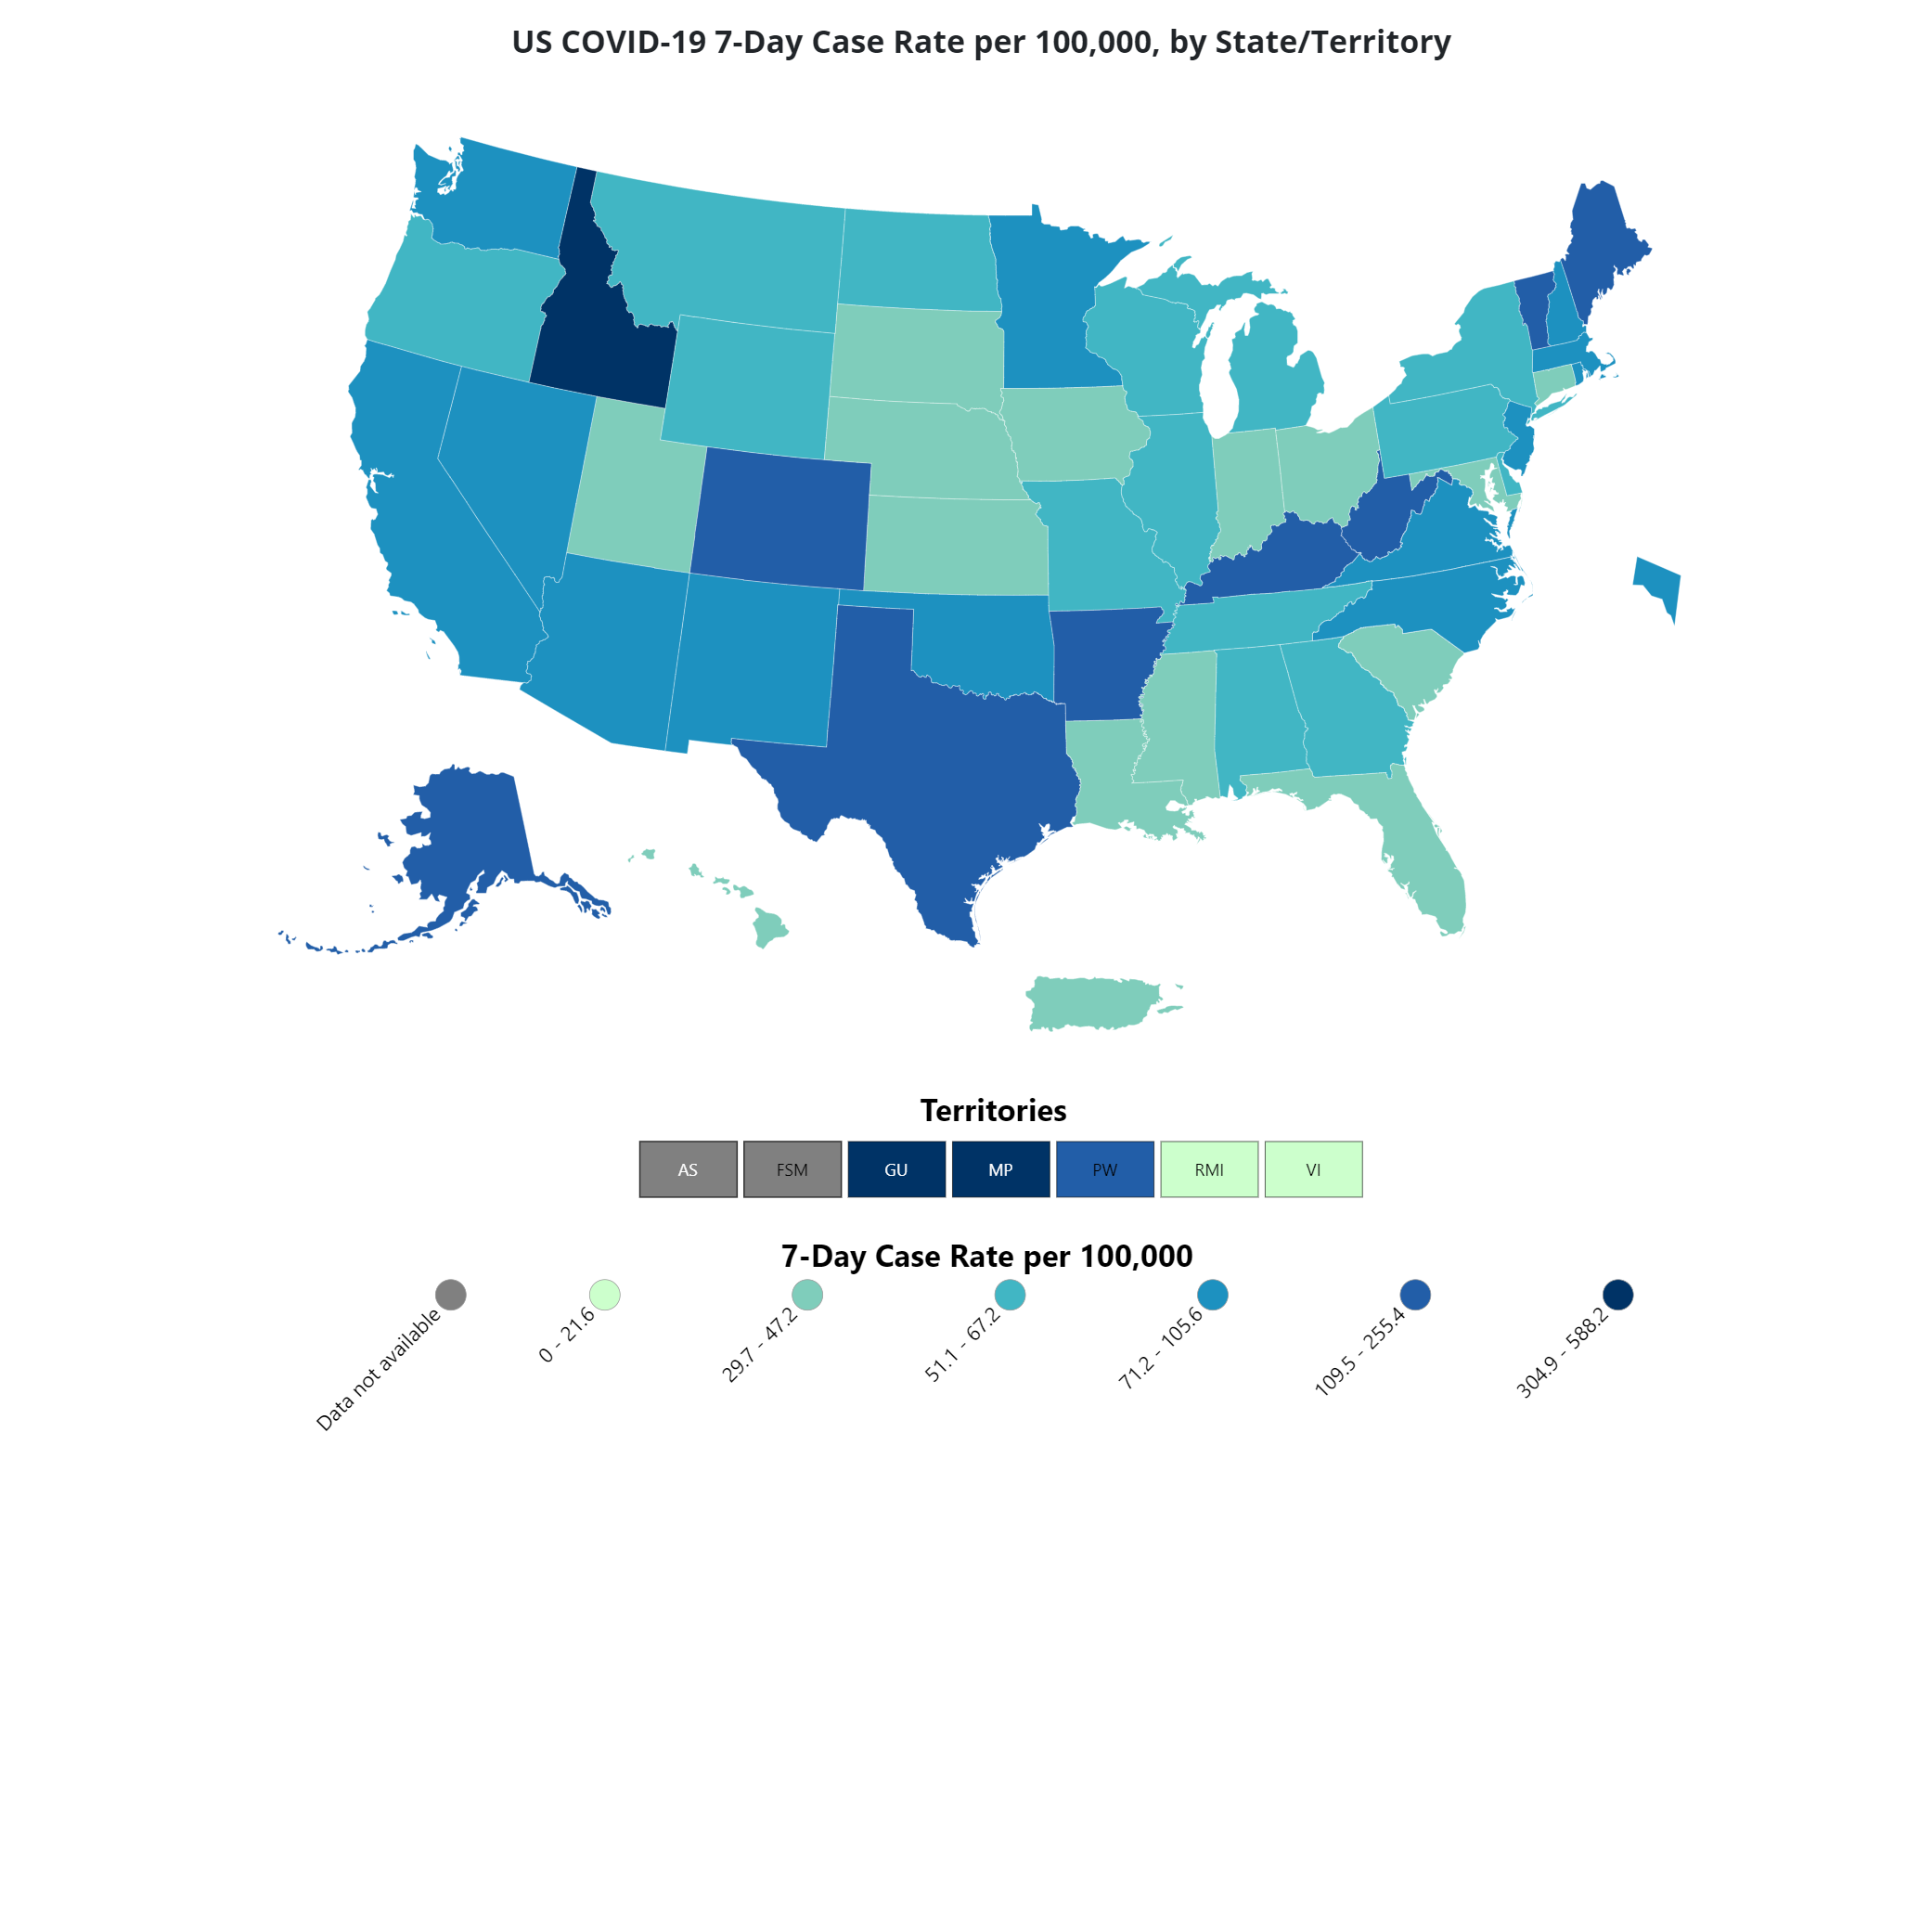 US COVID-19 7-Day Case Rate per 100,000, by State/Territory
Territories
AS FSM GU MP PW RMI VI
7-Day Case Rate per 100,000
Data not available
0 - 21.6
29.7 - 47.2
51.1 - 67.2
71.2 - 105.6
109.5 - 255.4
304.9 - 588.2